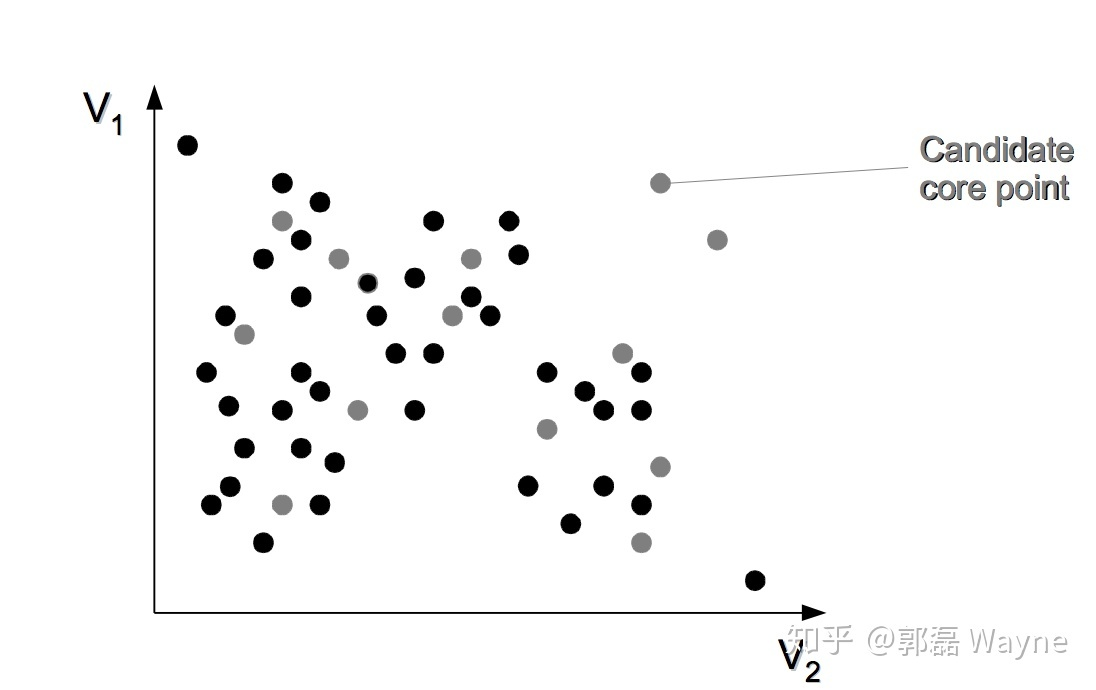 V1
Candidate
core point
知乎 @郭磊 Wayne
V2